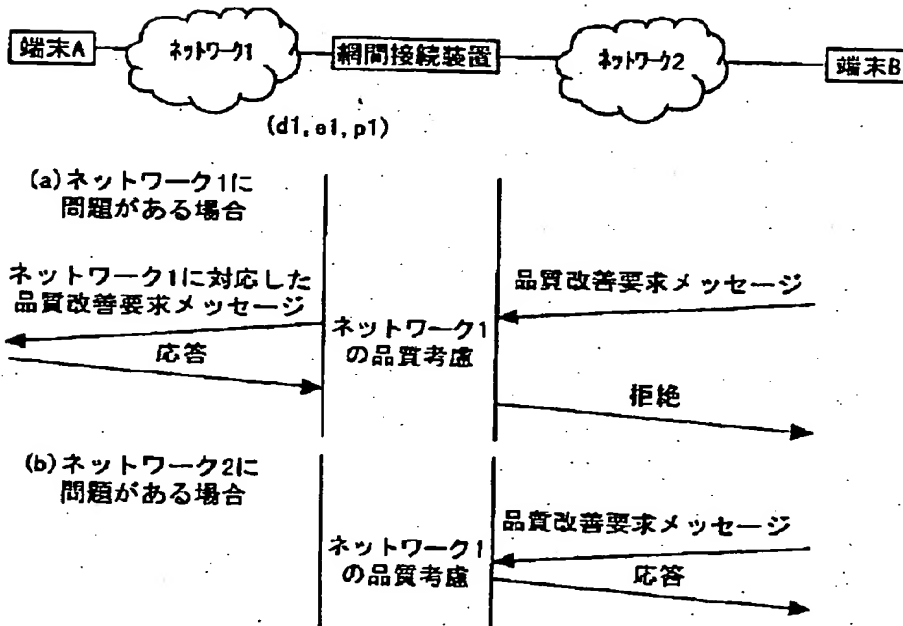 端末A
ネットワーク1
網間接続装置
ネットワーク2
端末B
(d1,e1,p1)
(a)ネットワーク1に
問題がある場合
ネットワーク1に対応した
品質改善要求メッセージ
品質改善要求メッセージ
ネットワーク1
の品質考慮
応答
拒絶
(b)ネットワーク2に
問題がある場合
品質改善要求メッセージ
ネットワーク1
の品質考慮
応答